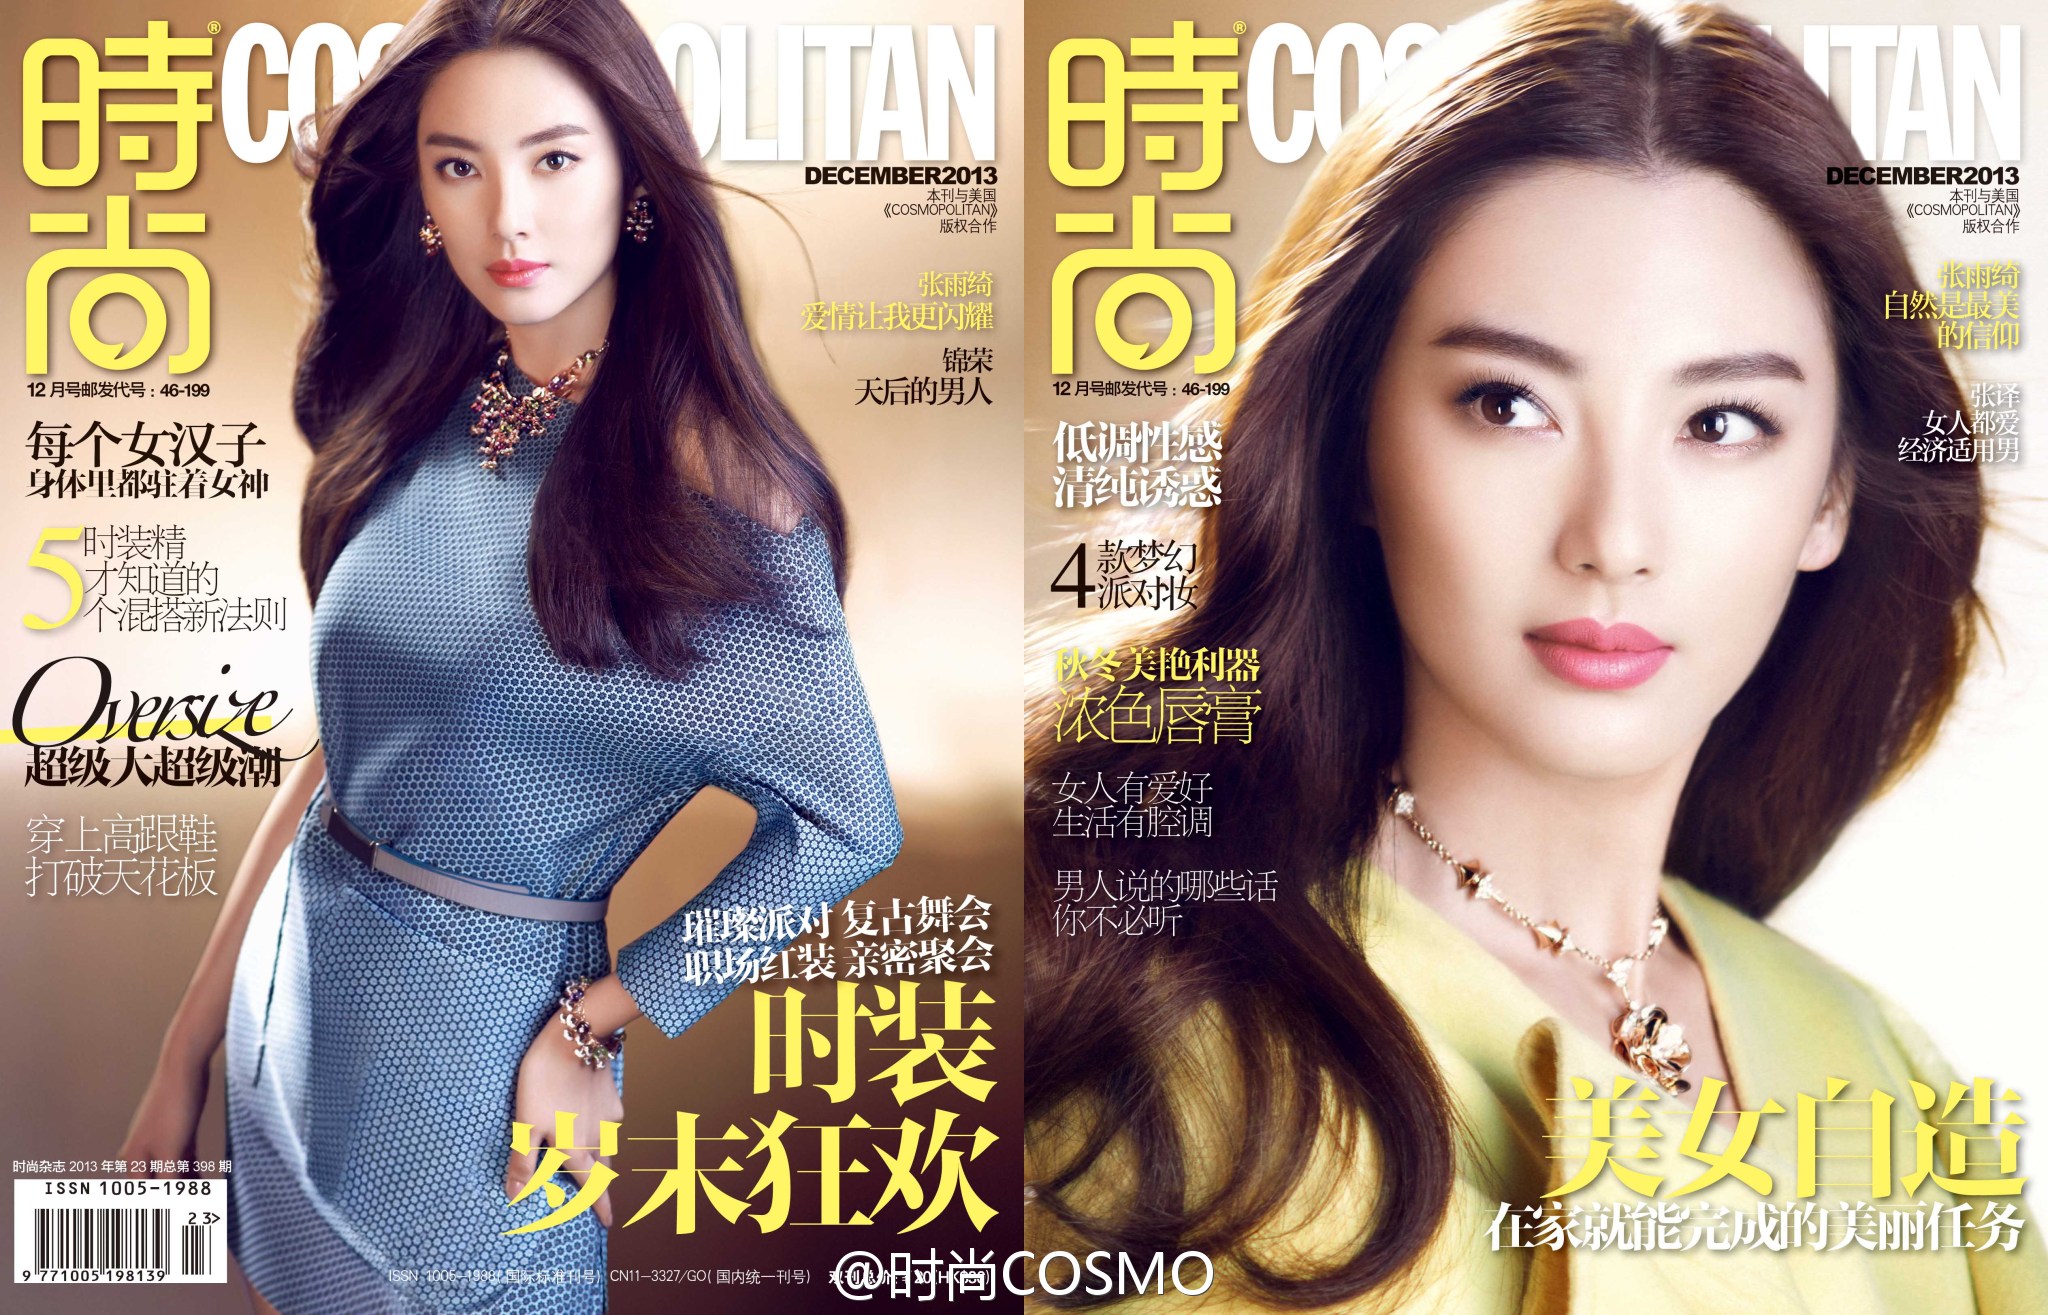 時尚
®COSMOPOLITAN
DECEMBER2013
本刊与美国
《COSMOPOLITAN》
版权合作
张雨绮
爱情让我更闪耀
锦荣
天后的男人
12 月号邮发代号：46-199
每个女汉子
身体里都驻着女神
5
时装精
才知道的
个混搭新法则
Oversize
超级大超级潮
穿上高跟鞋
打破天花板
璀璨派对 复古舞会
职场红装 亲密聚会
时装
岁末狂欢
时尚杂志 2013 年第 23 期总第 398 期
ISSN 1005-1988
23>
9 771005 198139
ISSN 1005-1988( 国际标准刊号) CN11-3327/GO( 国内统一刊号)
時尚
®COSMOPOLITAN
DECEMBER2013
本刊与美国
《COSMOPOLITAN》
版权合作
张雨绮
自然是最美
的信仰
张译
女人都爱
经济适用男
12 月号邮发代号：46-199
低调性感
清纯诱惑
4
款梦幻
派对妆
秋冬美艳利器
浓色唇膏
女人有爱好
生活有腔调
男人说的哪些话
你不必听
美女自造
在家就能完成的美丽任务
@时尚COSMO